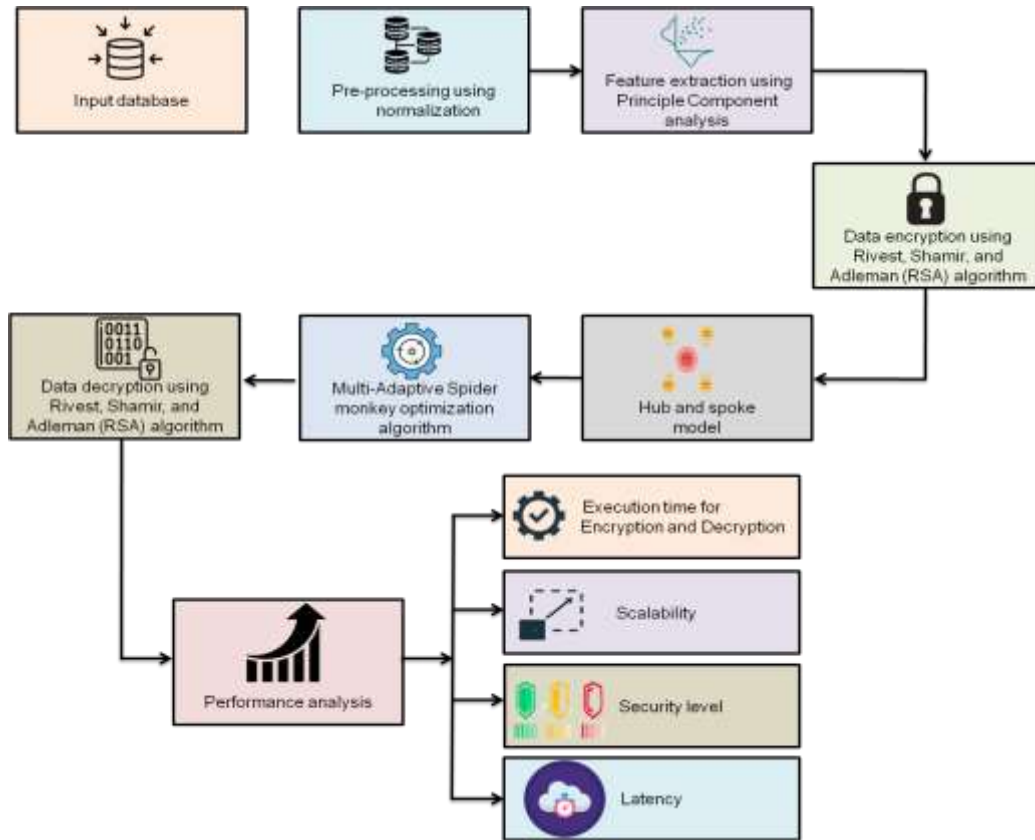 Input database
Pre-processing using
normalization
Feature extraction using
Principle Component
analysis
Data encryption using
Rivest, Shamir, and
Adleman (RSA) algorithm
0011
0110
001
Data decryption using
Rivest, Shamir, and
Adleman (RSA) algorithm
Multi-Adaptive Spider
monkey optimization
algorithm
Hub and spoke
model
Execution time for
Encryption and Decryption
Scalability
Performance analysis
Security level
Latency